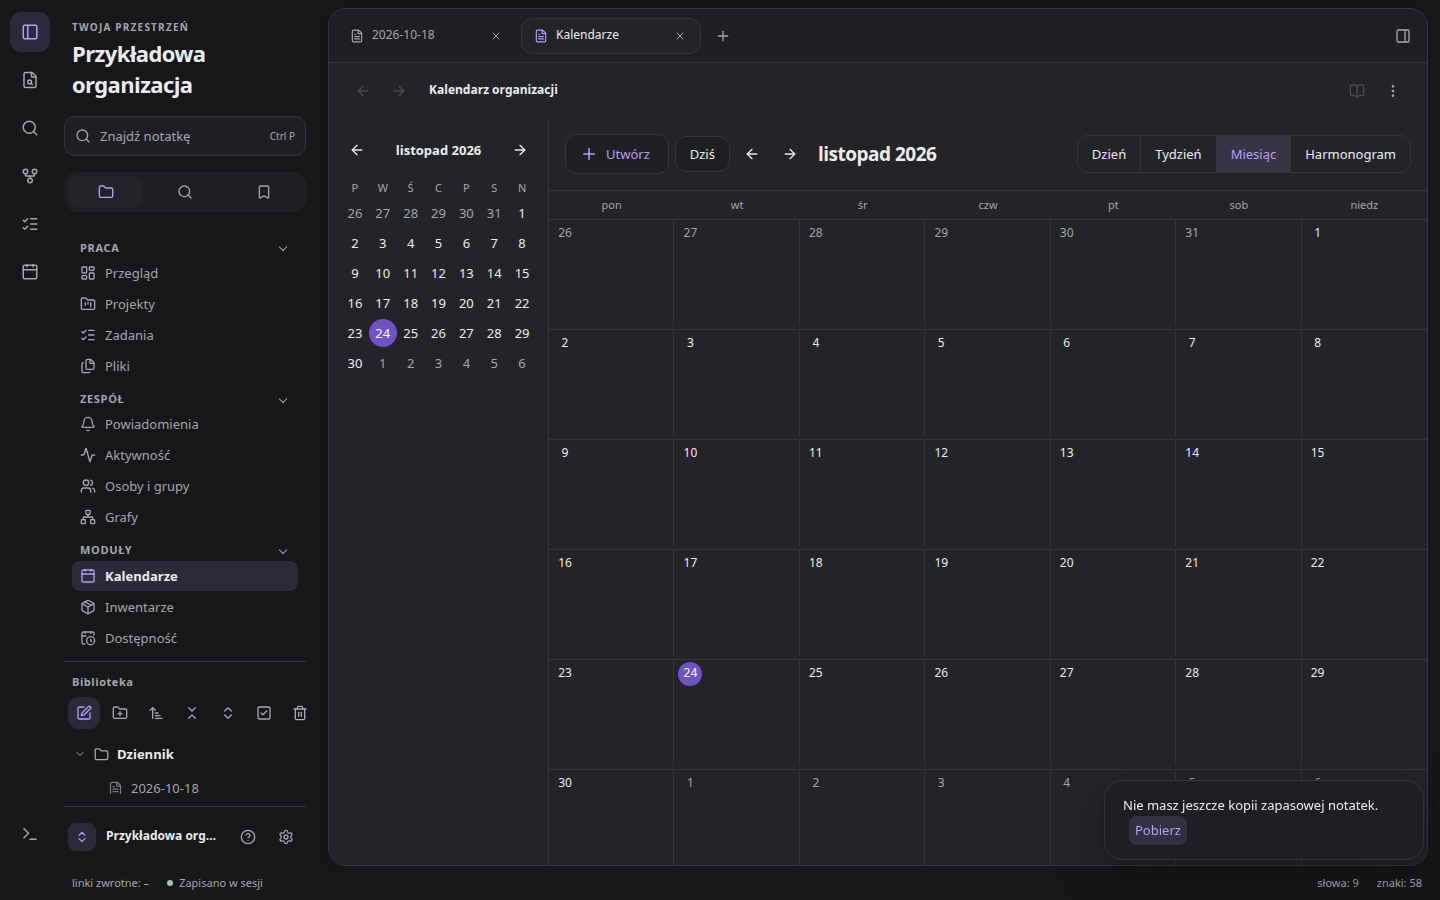 TWOJA PRZESTRZEŃ
Przykładowa
organizacja
Znajdź notatkę Ctrl P
PRACA
Przegląd
Projekty
Zadania
Pliki
ZESPÓŁ
Powiadomienia
Aktywność
Osoby i grupy
Grafy
MODUŁY
Kalendarze
Inwentarze
Dostępność
Biblioteka
Dziennik
2026-10-18
Przykładowa org...
linki zwrotne: – Zapisano w sesji
2026-10-18 Kalendarze
Kalendarz organizacji
listopad 2026
P W Ś C P S N
26 27 28 29 30 31 1
2 3 4 5 6 7 8
9 10 11 12 13 14 15
16 17 18 19 20 21 22
23 24 25 26 27 28 29
30 1 2 3 4 5 6
Utwórz Dziś listopad 2026 Dzień Tydzień Miesiąc Harmonogram
pon wt śr czw pt sob niedz
26 27 28 29 30 31 1
2 3 4 5 6 7 8
9 10 11 12 13 14 15
16 17 18 19 20 21 22
23 24 25 26 27 28 29
30 1 2 3 4
Nie masz jeszcze kopii zapasowej notatek.
Pobierz
słowa: 9 znaki: 58